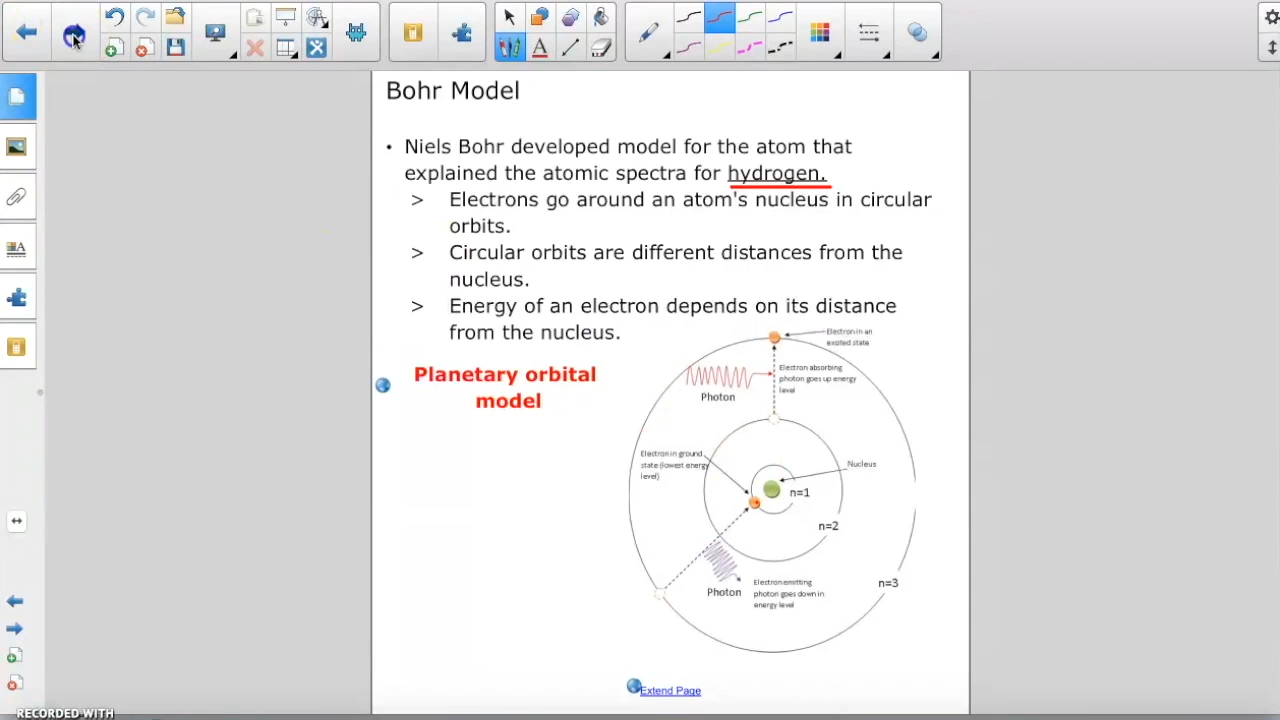 Bohr Model
• Niels Bohr developed model for the atom that
explained the atomic spectra for hydrogen.
> Electrons go around an atom's nucleus in circular
orbits.
> Circular orbits are different distances from the
nucleus.
> Energy of an electron depends on its distance
from the nucleus.
Planetary orbital
model
Electron in an
excited state
Electron absorbing
photon goes up energy
level
Photon
Electron in ground
state (lowest energy
level)
Nucleus
n=1
n=2
n=3
Photon
Electron emitting
photon goes down in
energy level
Extend Page
RECORDED WITH